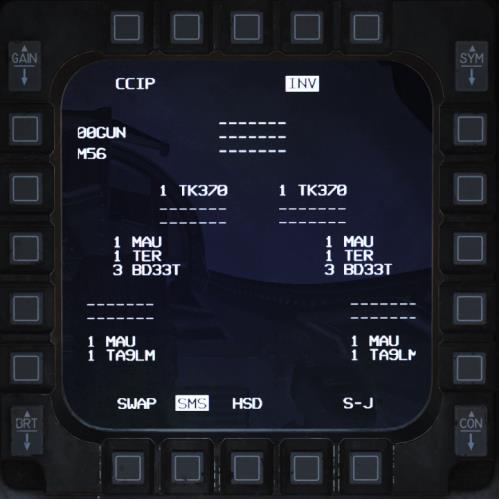 GAIN
SYM
CCIP INV
00GUN -------
M56 -------
-------
1 TK370 1 TK370
------- -------
------- -------
1 MAU 1 MAU
1 TER 1 TER
3 BD33T 3 BD33T
------- -------
------- -------
1 MAU 1 MAU
1 TA9LM 1 TA9LM
SWAP SMS HSD S-J
BRT
CON